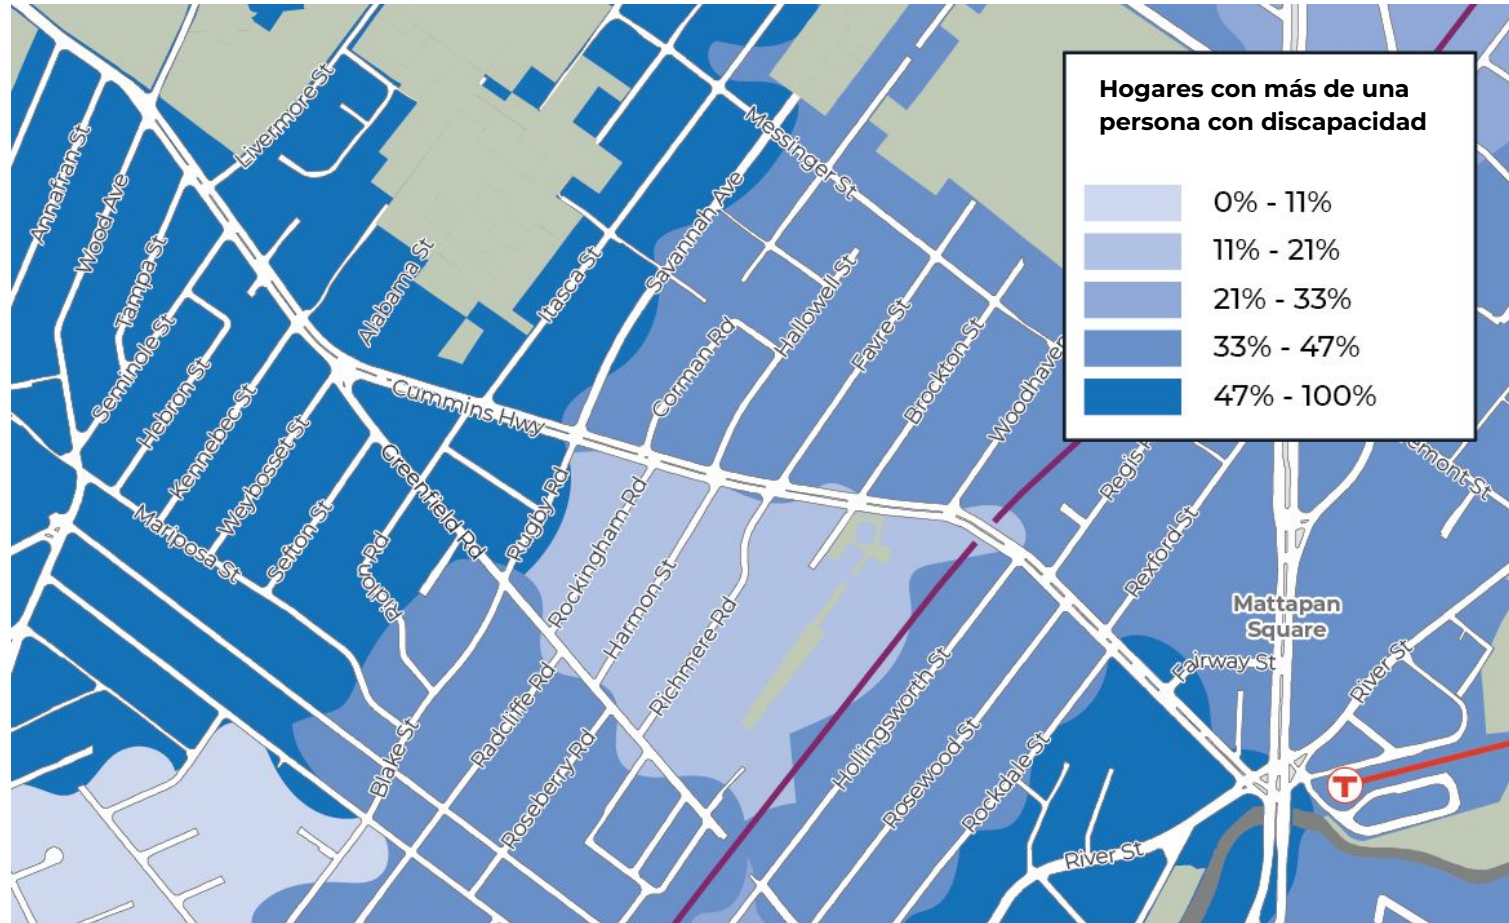 Hogares con más de una
persona con discapacidad
0% - 11%
11% - 21%
21% - 33%
33% - 47%
47% - 100%
Livermore St
Annafran St
Wood Ave
Tampa St
Seminole St
Hebron St
Kennebec St
Weybosset St
Selton St
Mariposa St
Alabama St
Itasca St
Savannah Ave
Messinger St
Cummins Hwy
Greenfield Rd
Rugby Rd
Ridlon Rd
Corman Rd
Hallowell St
Favre St
Brockton St
Woodhaven
Regis
Rexford St
Rockingham Rd
Harmon St
Richmere Rd
Radcliffe Rd
Roseberry Rd
Blake St
Hollingsworth St
Rosewood St
Rockdale St
Mattapan
Square
Fairway St
River St
River St
T